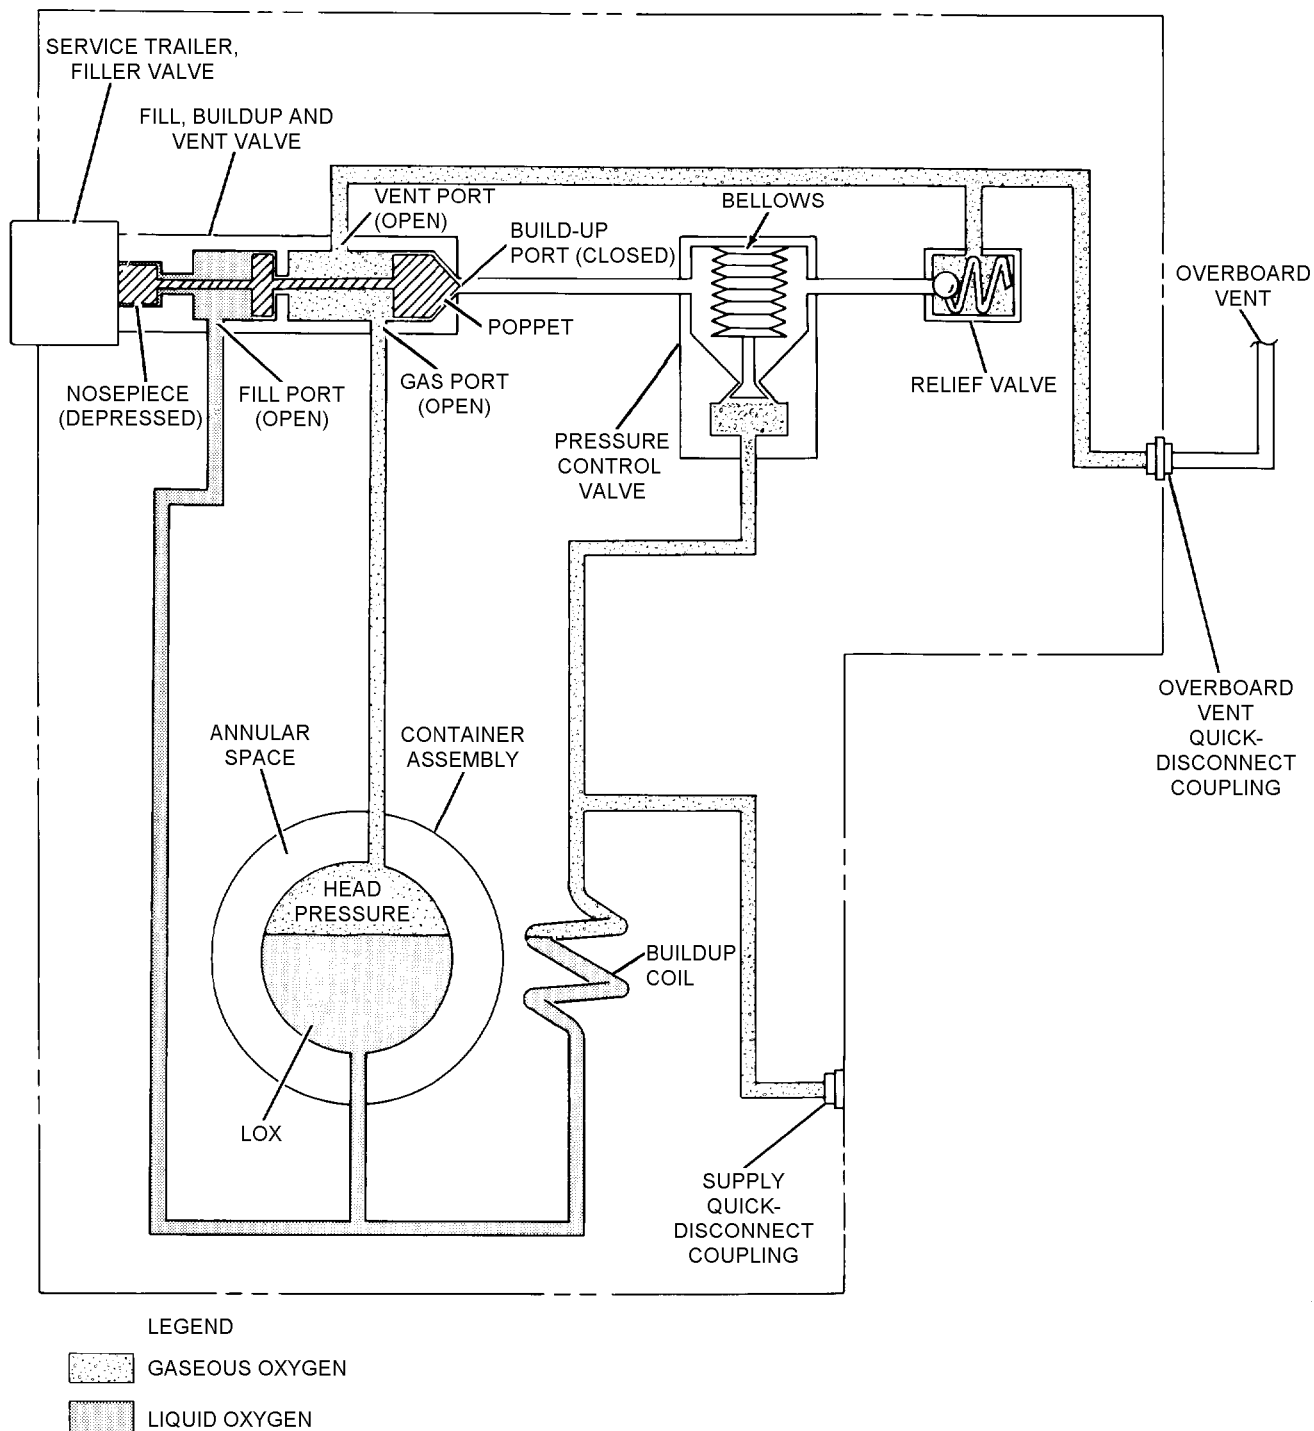 SERVICE TRAILER,
FILLER VALVE
FILL, BUILDUP AND
VENT VALVE
VENT PORT
(OPEN)
BUILD-UP
PORT (CLOSED)
BELLOWS
OVERBOARD
VENT
POPPET
NOSEPIECE
(DEPRESSED)
FILL PORT
(OPEN)
GAS PORT
(OPEN)
RELIEF VALVE
PRESSURE
CONTROL
VALVE
OVERBOARD
VENT
QUICK-
DISCONNECT
COUPLING
ANNULAR
SPACE
CONTAINER
ASSEMBLY
HEAD
PRESSURE
BUILDUP
COIL
LOX
SUPPLY
QUICK-
DISCONNECT
COUPLING
LEGEND
GASEOUS OXYGEN
LIQUID OXYGEN